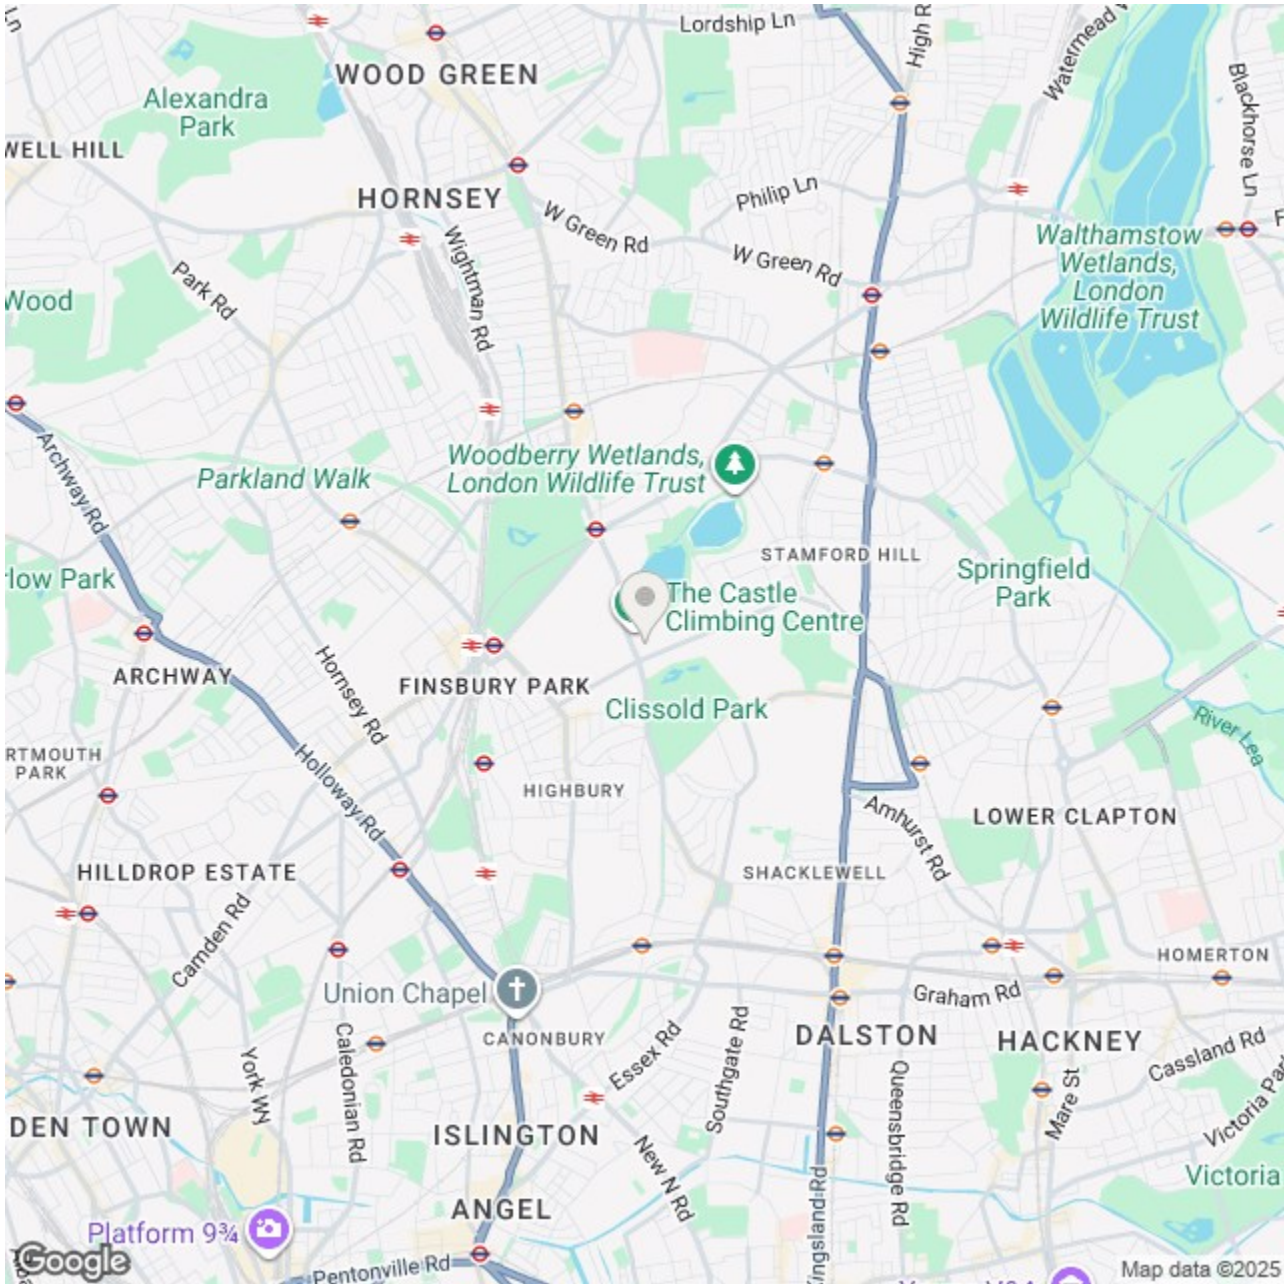 Ln
Lordship Ln
High R
Watermead W
WOOD GREEN
Alexandra
Park
Blackhorse Ln
WELL HILL
HORNSEY
Philip Ln
W Green Rd
W Green Rd
Wightman Rd
Walthamstow
Wetlands,
London
Wildlife Trust
F
Park Rd
Wood
Archway Rd
Woodberry Wetlands,
London Wildlife Trust
Parkland Walk
STAMFORD HILL
Springfield
Park
rlow Park
The Castle
Climbing Centre
ARCHWAY
Hornsey Rd
FINSBURY PARK
Clissold Park
River Lea
RTMOUTH
PARK
Holloway Rd
HIGHBURY
Amhurst Rd
LOWER CLAPTON
HILLDROP ESTATE
SHACKLEWELL
Camden Rd
HOMERTON
Union Chapel
Graham Rd
CANONBURY
DALSTON
HACKNEY
Essex Rd
Southgate Rd
Cassland Rd
York Wy
Caledonian Rd
Queensbridge Rd
Mare St
Victoria Par
DEN TOWN
ISLINGTON
New N Rd
Victoria
Kingsland Rd
ANGEL
Platform 9¾
Google
Pentonville Rd
Map data ©2025